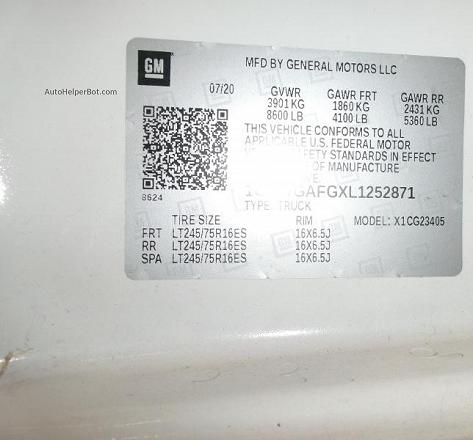 GM
MFD BY GENERAL MOTORS LLC
AutoHelperBot.com
07/20
GVWR GAWR FRT GAWR RR
3901 KG 1860 KG 2431 KG
8600 LB 4100 LB 5360 LB
THIS VEHICLE CONFORMS TO ALL
APPLICABLE U.S. FEDERAL MOTOR
SAFETY STANDARDS IN EFFECT
OF MANUFACTURE
GAFGXL1252871
8624
TYPE: TRUCK
TIRE SIZE RIM MODEL: X1CG23405
FRT LT245/75R16ES 16X6.5J
RR LT245/75R16ES 16X6.5J
SPA LT245/75R16ES 16X6.5J